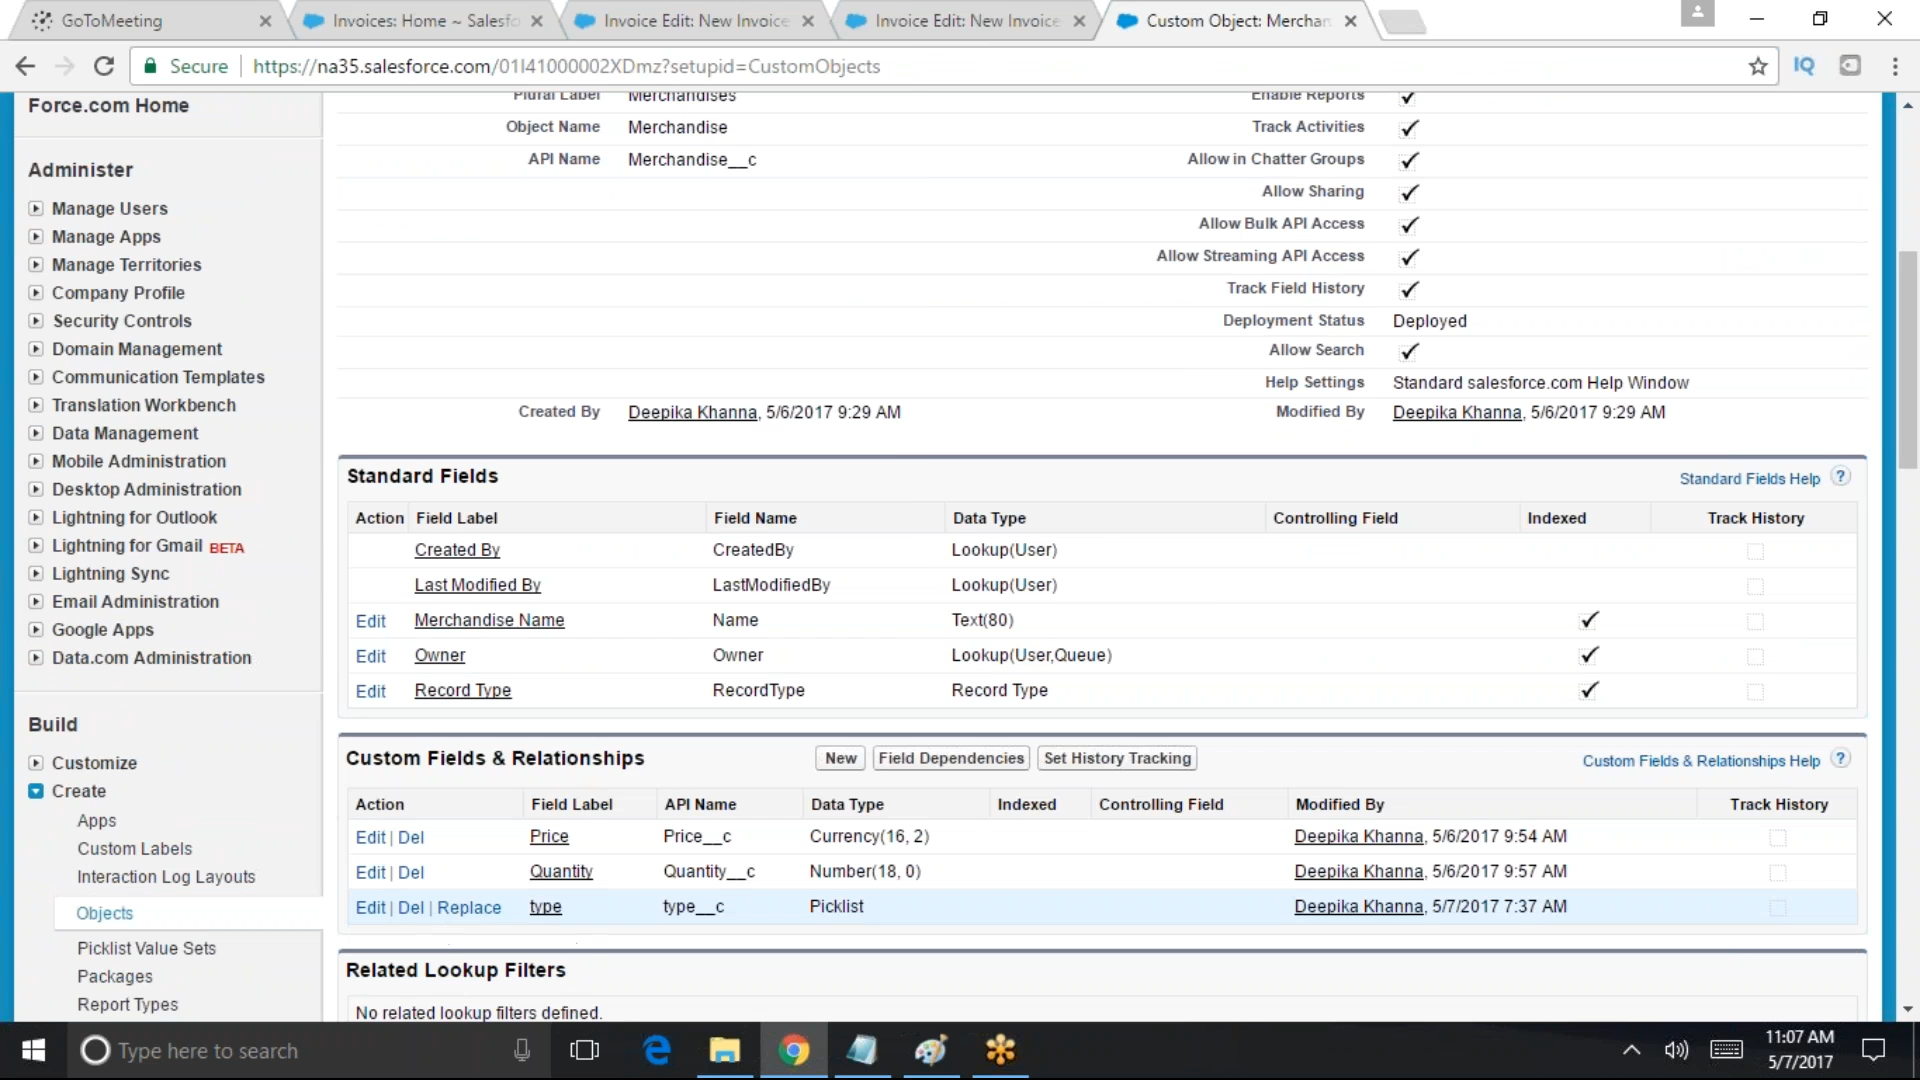 GoToMeeting
Invoices: Home ~ Salesfo
Invoice Edit: New Invoice
Invoice Edit: New Invoice
Custom Object: Merchan
Secure
https://na35.salesforce.com/01I41000002XDmz?setupid=CustomObjects
IQ
Force.com Home
Administer
Manage Users
Manage Apps
Manage Territories
Company Profile
Security Controls
Domain Management
Communication Templates
Translation Workbench
Data Management
Mobile Administration
Desktop Administration
Lightning for Outlook
Lightning for Gmail BETA
Lightning Sync
Email Administration
Google Apps
Data.com Administration
Build
Customize
Create
Apps
Custom Labels
Interaction Log Layouts
Objects
Picklist Value Sets
Packages
Report Types
Plural Label Merchandises Enable Reports
Object Name Merchandise Track Activities
API Name Merchandise__c Allow in Chatter Groups
Allow Sharing
Allow Bulk API Access
Allow Streaming API Access
Track Field History
Deployment Status Deployed
Allow Search
Help Settings Standard salesforce.com Help Window
Created By Deepika Khanna, 5/6/2017 9:29 AM Modified By Deepika Khanna, 5/6/2017 9:29 AM
Standard Fields Standard Fields Help ?
Action Field Label Field Name Data Type Controlling Field Indexed Track History
Created By CreatedBy Lookup(User)
Last Modified By LastModifiedBy Lookup(User)
Edit Merchandise Name Name Text(80)
Edit Owner Owner Lookup(User,Queue)
Edit Record Type RecordType Record Type
Custom Fields & Relationships New Field Dependencies Set History Tracking Custom Fields & Relationships Help ?
Action Field Label API Name Data Type Indexed Controlling Field Modified By Track History
Edit | Del Price Price__c Currency(16, 2) Deepika Khanna, 5/6/2017 9:54 AM
Edit | Del Quantity Quantity__c Number(18, 0) Deepika Khanna, 5/6/2017 9:57 AM
Edit | Del | Replace type type__c Picklist Deepika Khanna, 5/7/2017 7:37 AM
Related Lookup Filters
No related lookup filters defined.
Type here to search
11:07 AM
5/7/2017